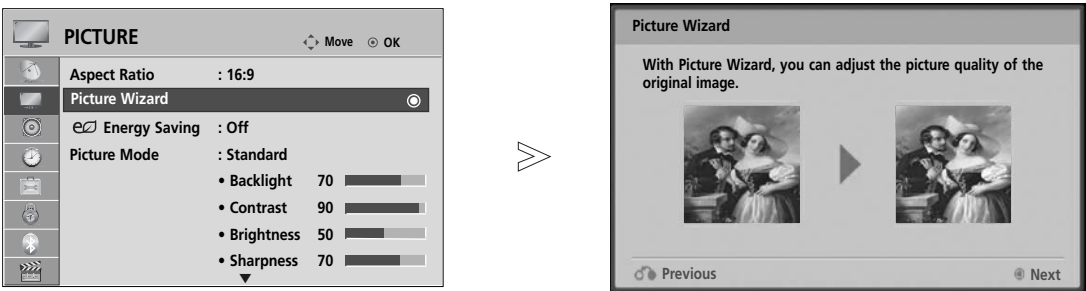 PICTURE
Move OK
Aspect Ratio : 16:9
Picture Wizard
Energy Saving : Off
Picture Mode : Standard
• Backlight 70
• Contrast 90
• Brightness 50
• Sharpness 70
Picture Wizard
With Picture Wizard, you can adjust the picture quality of the
original image.
Previous Next